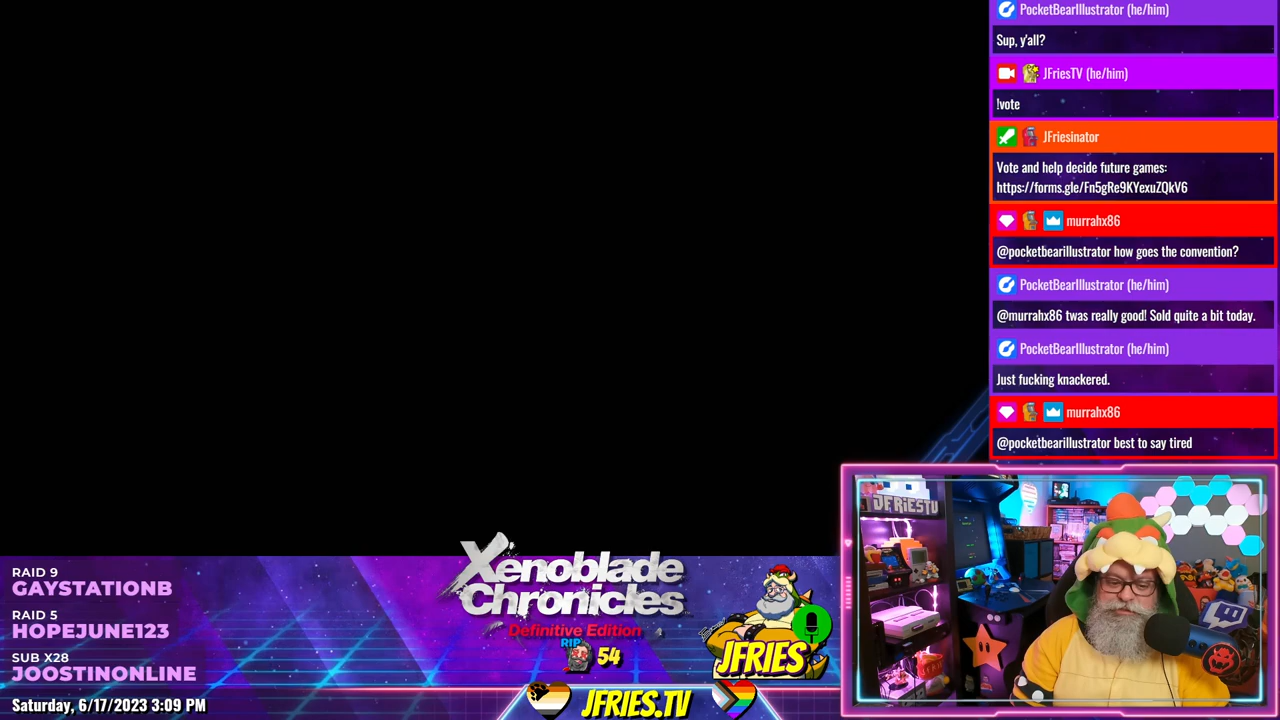 PocketBearIllustrator (he/him)
Sup, y'all?
JFriesTV (he/him)
!vote
JFriesinator
Vote and help decide future games:
https://forms.gle/Fn5gRe9KYexuZQkV6
murrahx86
@pocketbearillustrator how goes the convention?
PocketBearIllustrator (he/him)
@murrahx86 twas really good! Sold quite a bit today.
PocketBearIllustrator (he/him)
Just fucking knackered.
murrahx86
@pocketbearillustrator best to say tired
JFRIESTV
RAID 9
GAYSTATIONB
RAID 5
HOPEJUNE123
SUB X28
JOOSTINONLINE
Saturday, 6/17/2023 3:09 PM
Xenoblade
Chronicles
Definitive Edition
RIP
54
JFRIES
JFRIES.TV